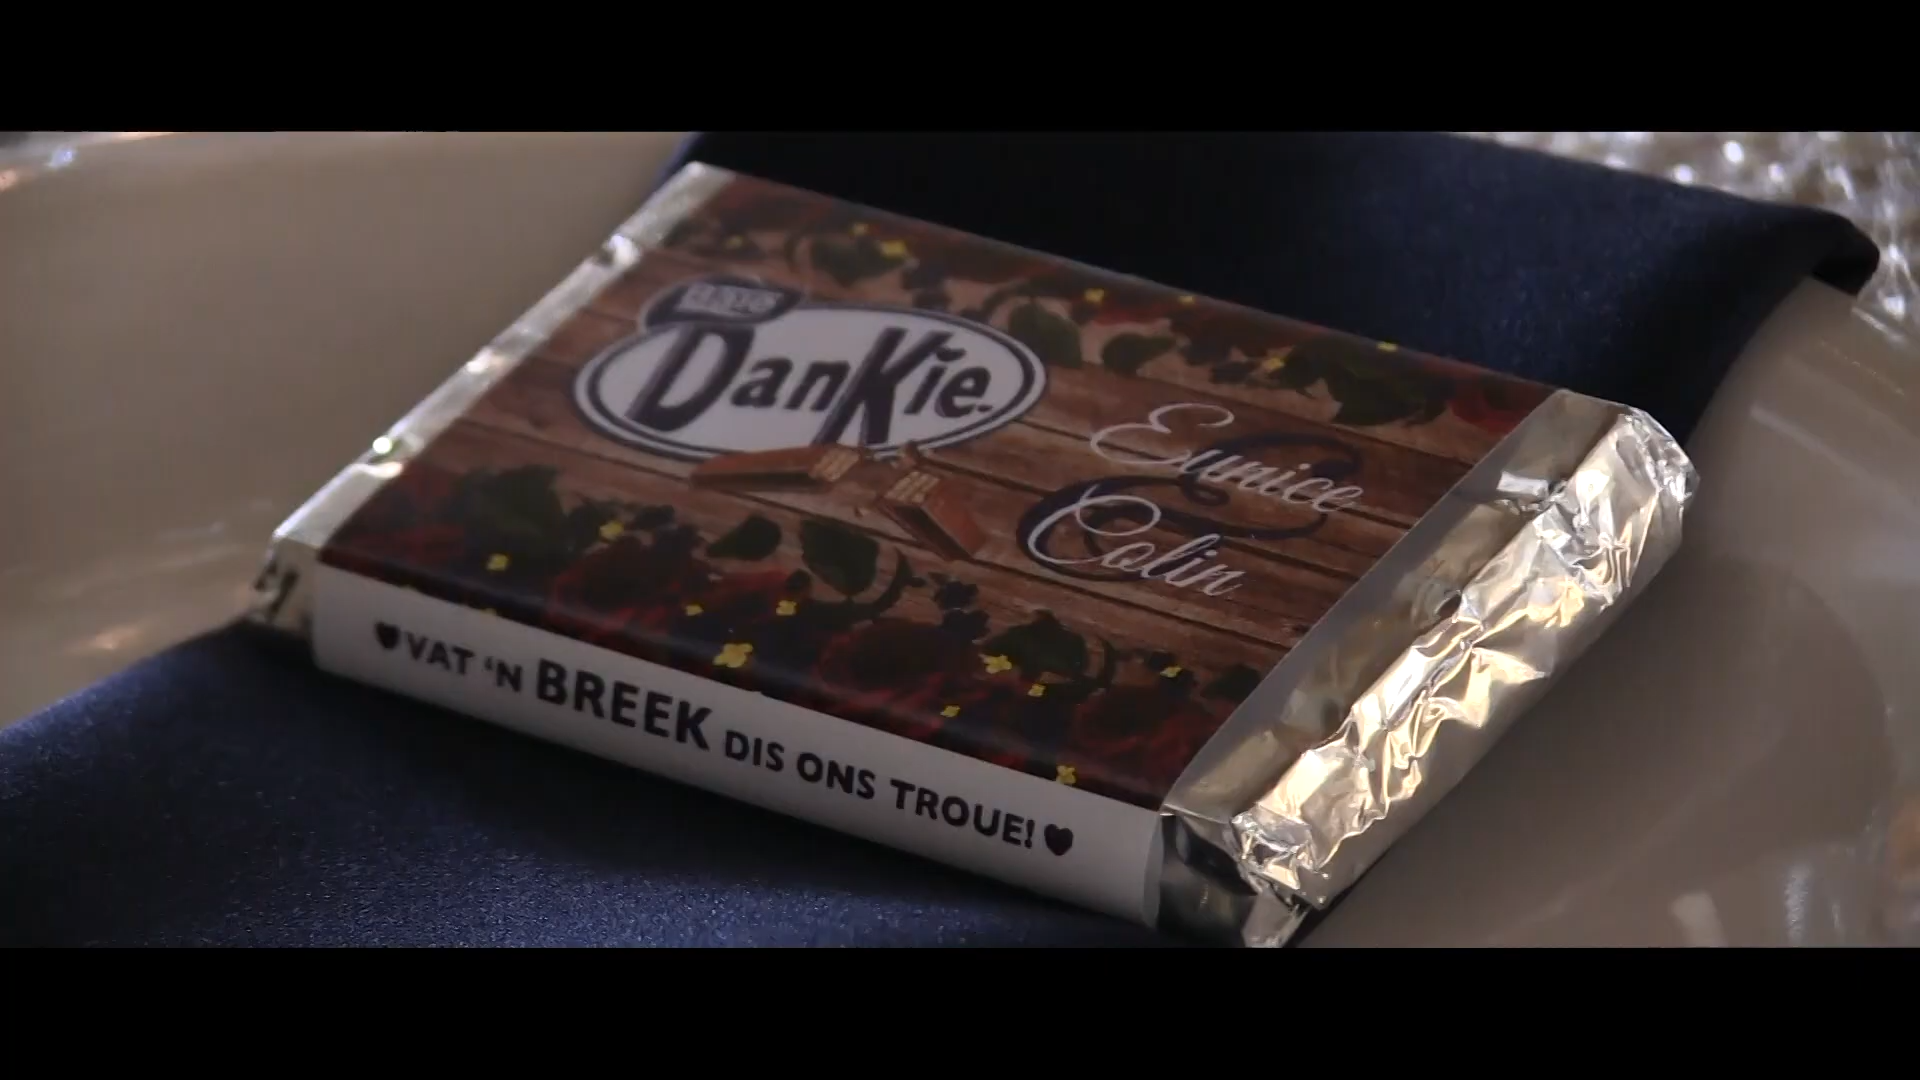 DanKie
Eunice
&
Colin
♥ VAT 'N BREEK DIS ONS TROUE! ♥